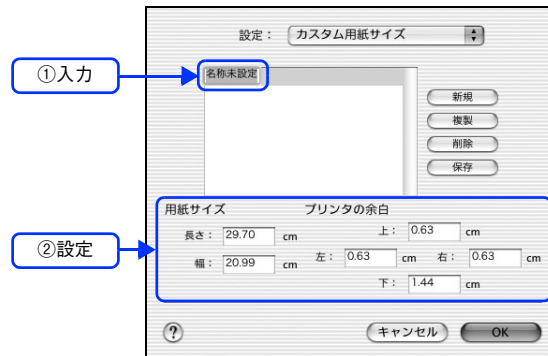 設定： カスタム用紙サイズ
①入力
名称未設定
新規
複製
削除
保存
用紙サイズ プリンタの余白
長さ： 29.70 cm 上： 0.63 cm
②設定
幅： 20.99 cm 左： 0.63 cm 右： 0.63 cm
下： 1.44 cm
? キャンセル OK